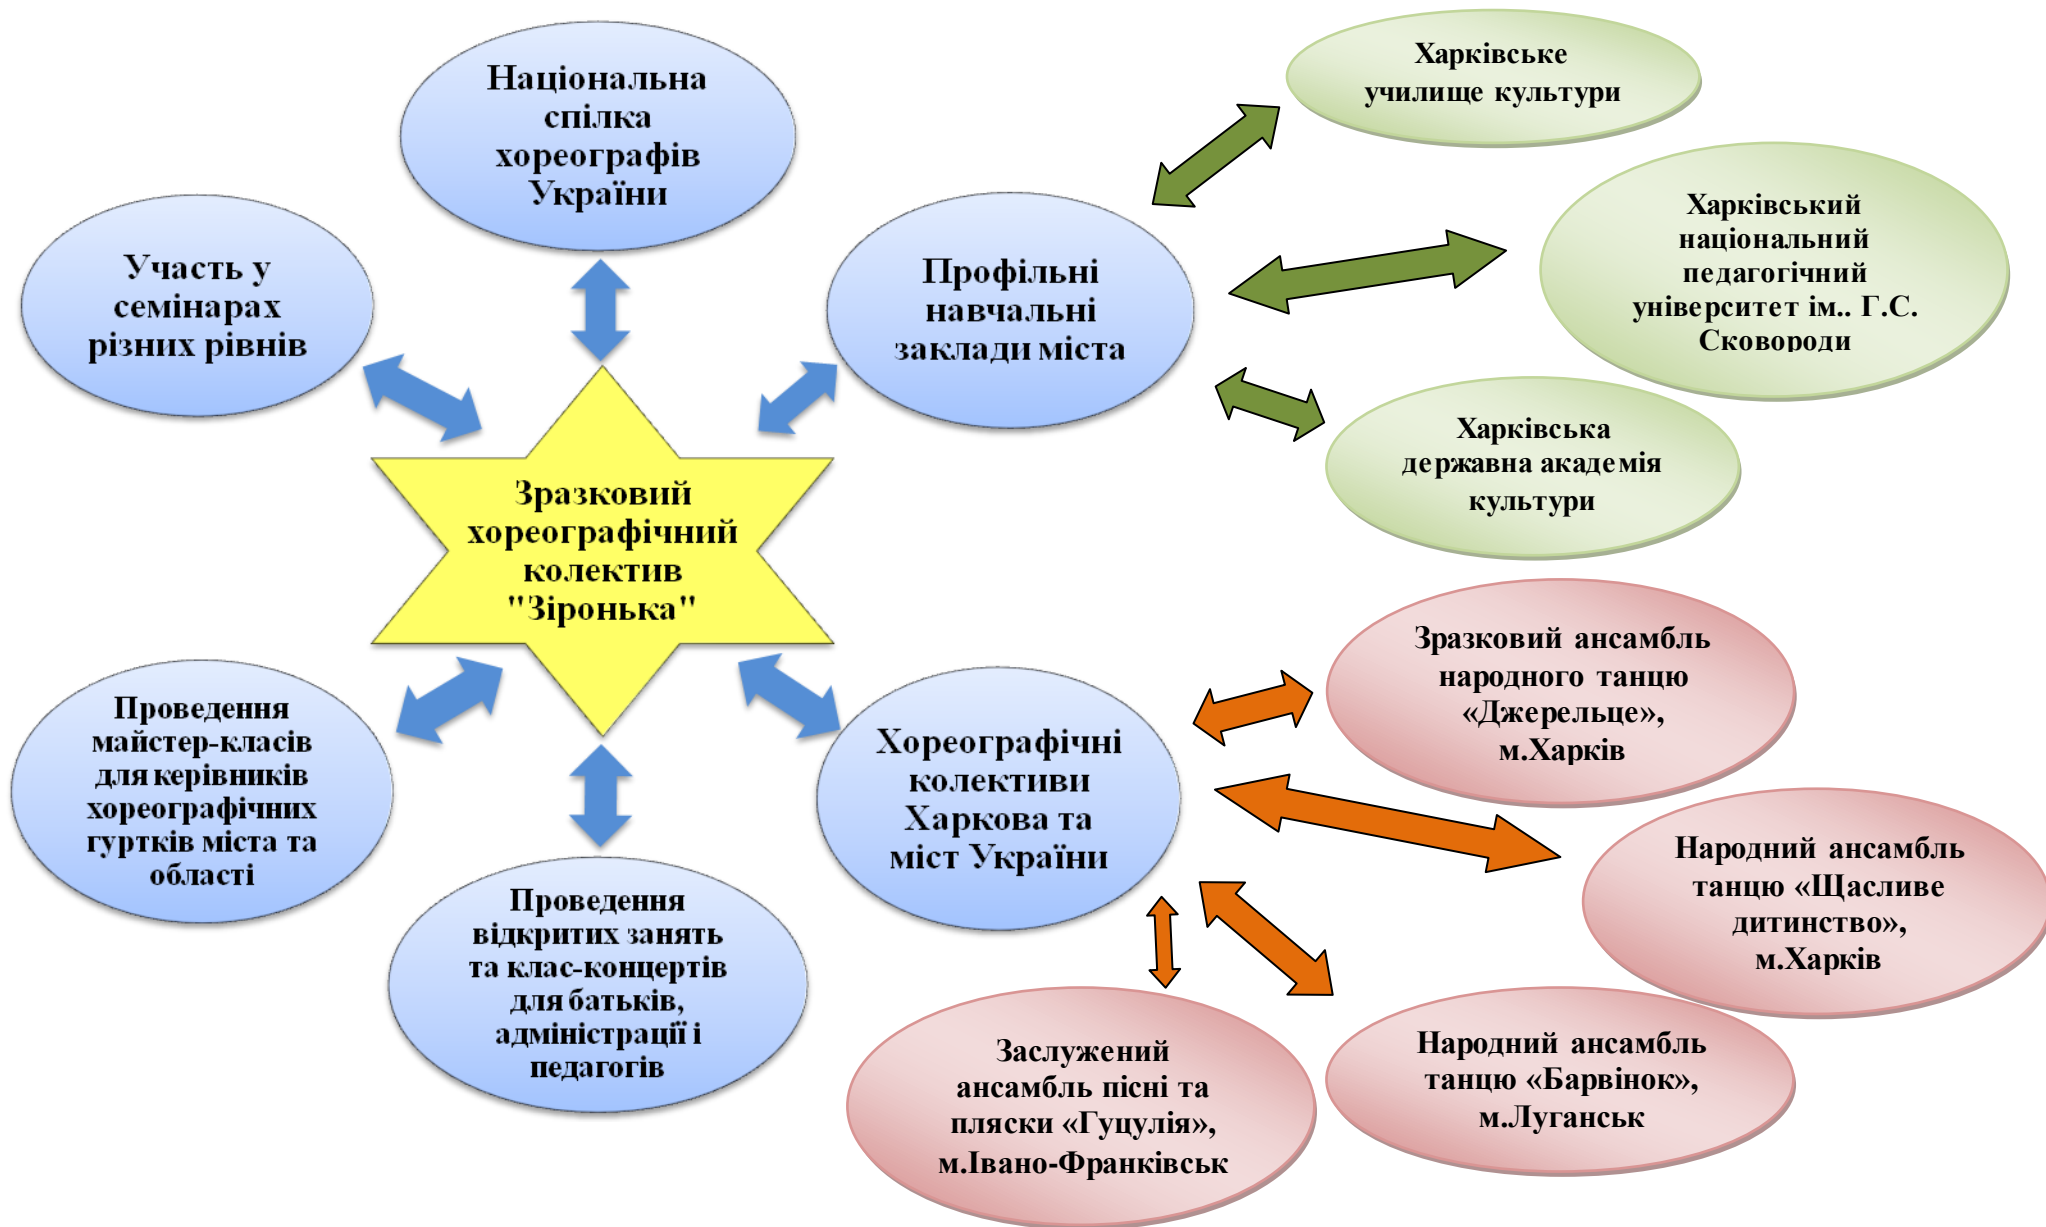 Національна
спілка
хореографів
України
Участь у
семінарах
різних рівнів
Профільні
навчальні
заклади міста
Харківське
училище культури
Харківський
національний
педагогічний
університет ім.. Г.С.
Сковороди
Харківська
державна академія
культури
Зразковий
хореографічний
колектив
"Зіронька"
Проведення
майстер-класів
для керівників
хореографічних
гуртків міста та
області
Проведення
відкритих занять
та клас-концертів
для батьків,
адміністрації і
педагогів
Хореографічні
колективи
Харкова та
міст України
Зразковий ансамбль
народного танцю
«Джерельце»,
м.Харків
Народний ансамбль
танцю «Щасливе
дитинство»,
м.Харків
Народний ансамбль
танцю «Барвінок»,
м.Луганськ
Заслужений
ансамбль пісні та
пляски «Гуцулія»,
м.Івано-Франківськ